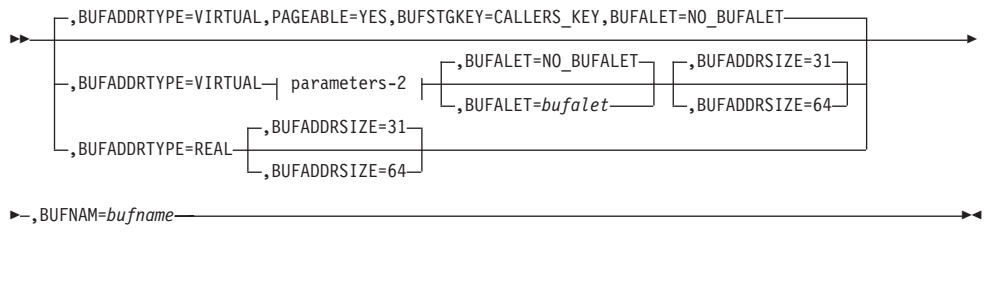 ,BUFADDRTYPE=VIRTUAL,PAGEABLE=YES,BUFSTGKEY=CALLERS_KEY,BUFALET=NO_BUFALET
,BUFADDRTYPE=VIRTUAL parameters-2 ,BUFALET=NO_BUFALET ,BUFADDRSIZE=31
,BUFALET=bufalet ,BUFADDRSIZE=64
,BUFADDRTYPE=REAL ,BUFADDRSIZE=31
,BUFADDRSIZE=64
,BUFNAM=bufname